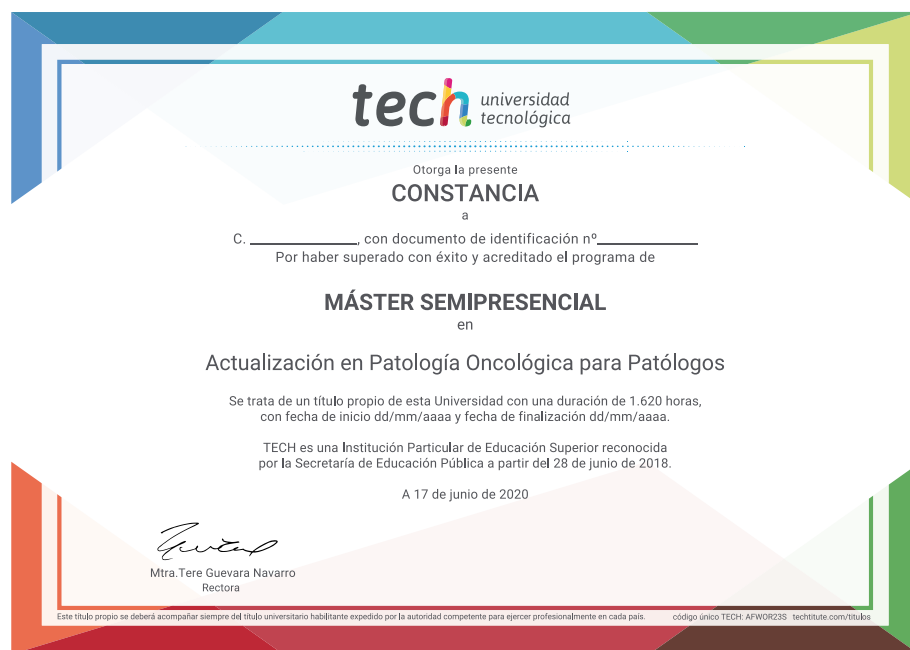 tech universidad
tecnológica
Otorga la presente
CONSTANCIA
a
C. ____________, con documento de identificación nº____________
Por haber superado con éxito y acreditado el programa de
MÁSTER SEMIPRESENCIAL
en
Actualización en Patología Oncológica para Patólogos
Se trata de un título propio de esta Universidad con una duración de 1.620 horas,
con fecha de inicio dd/mm/aaaa y fecha de finalización dd/mm/aaaa.
TECH es una Institución Particular de Educación Superior reconocida
por la Secretaría de Educación Pública a partir del 28 de junio de 2018.
A 17 de junio de 2020
Mtra.Tere Guevara Navarro
Rectora
Este título propio se deberá acompañar siempre del título universitario habilitante expedido por la autoridad competente para ejercer profesionalmente en cada país. código único TECH: AFWOR23S techtitute.com/titulos